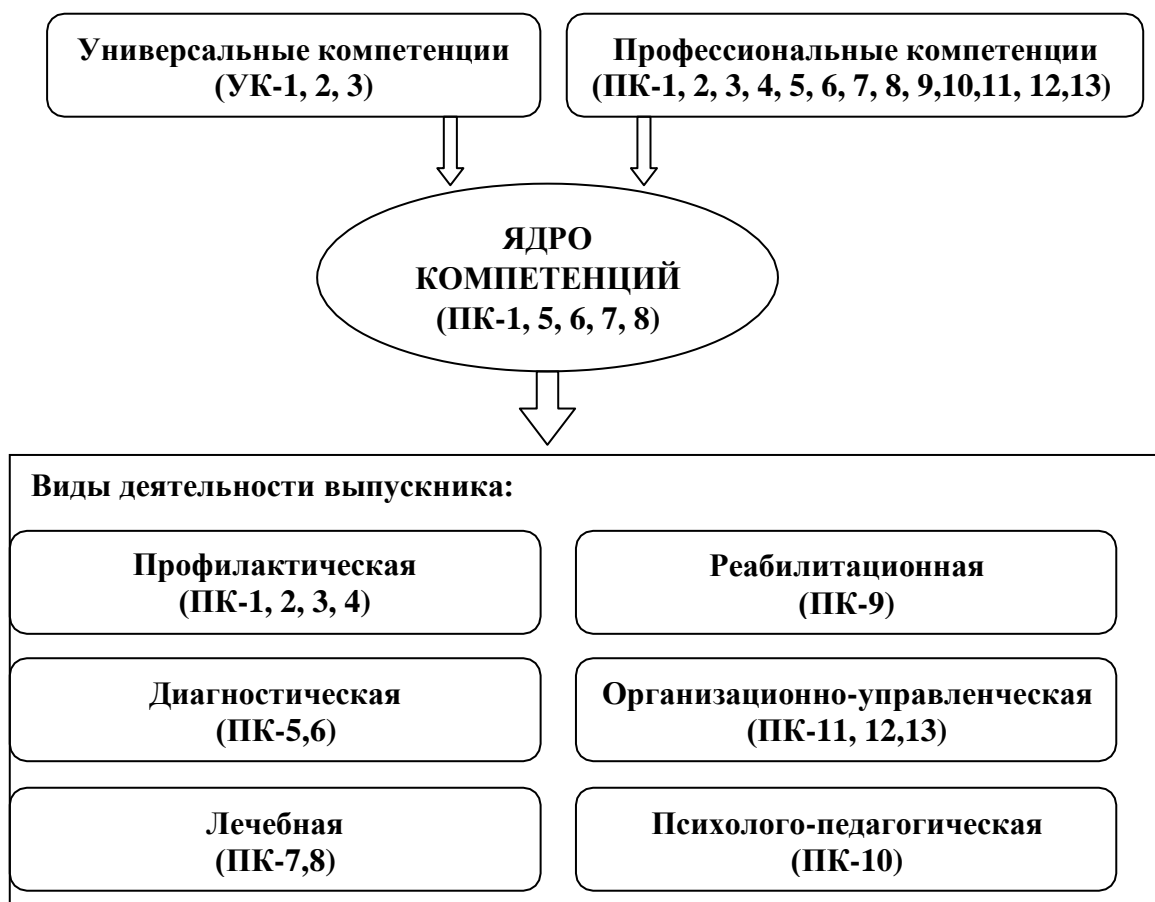 Универсальные компетенции
(УК-1, 2, 3)
Профессиональные компетенции
(ПК-1, 2, 3, 4, 5, 6, 7, 8, 9,10,11, 12,13)
ЯДРО
КОМПЕТЕНЦИЙ
(ПК-1, 5, 6, 7, 8)
Виды деятельности выпускника:
Профилактическая
(ПК-1, 2, 3, 4)
Реабилитационная
(ПК-9)
Диагностическая
(ПК-5,6)
Организационно-управленческая
(ПК-11, 12,13)
Лечебная
(ПК-7,8)
Психолого-педагогическая
(ПК-10)